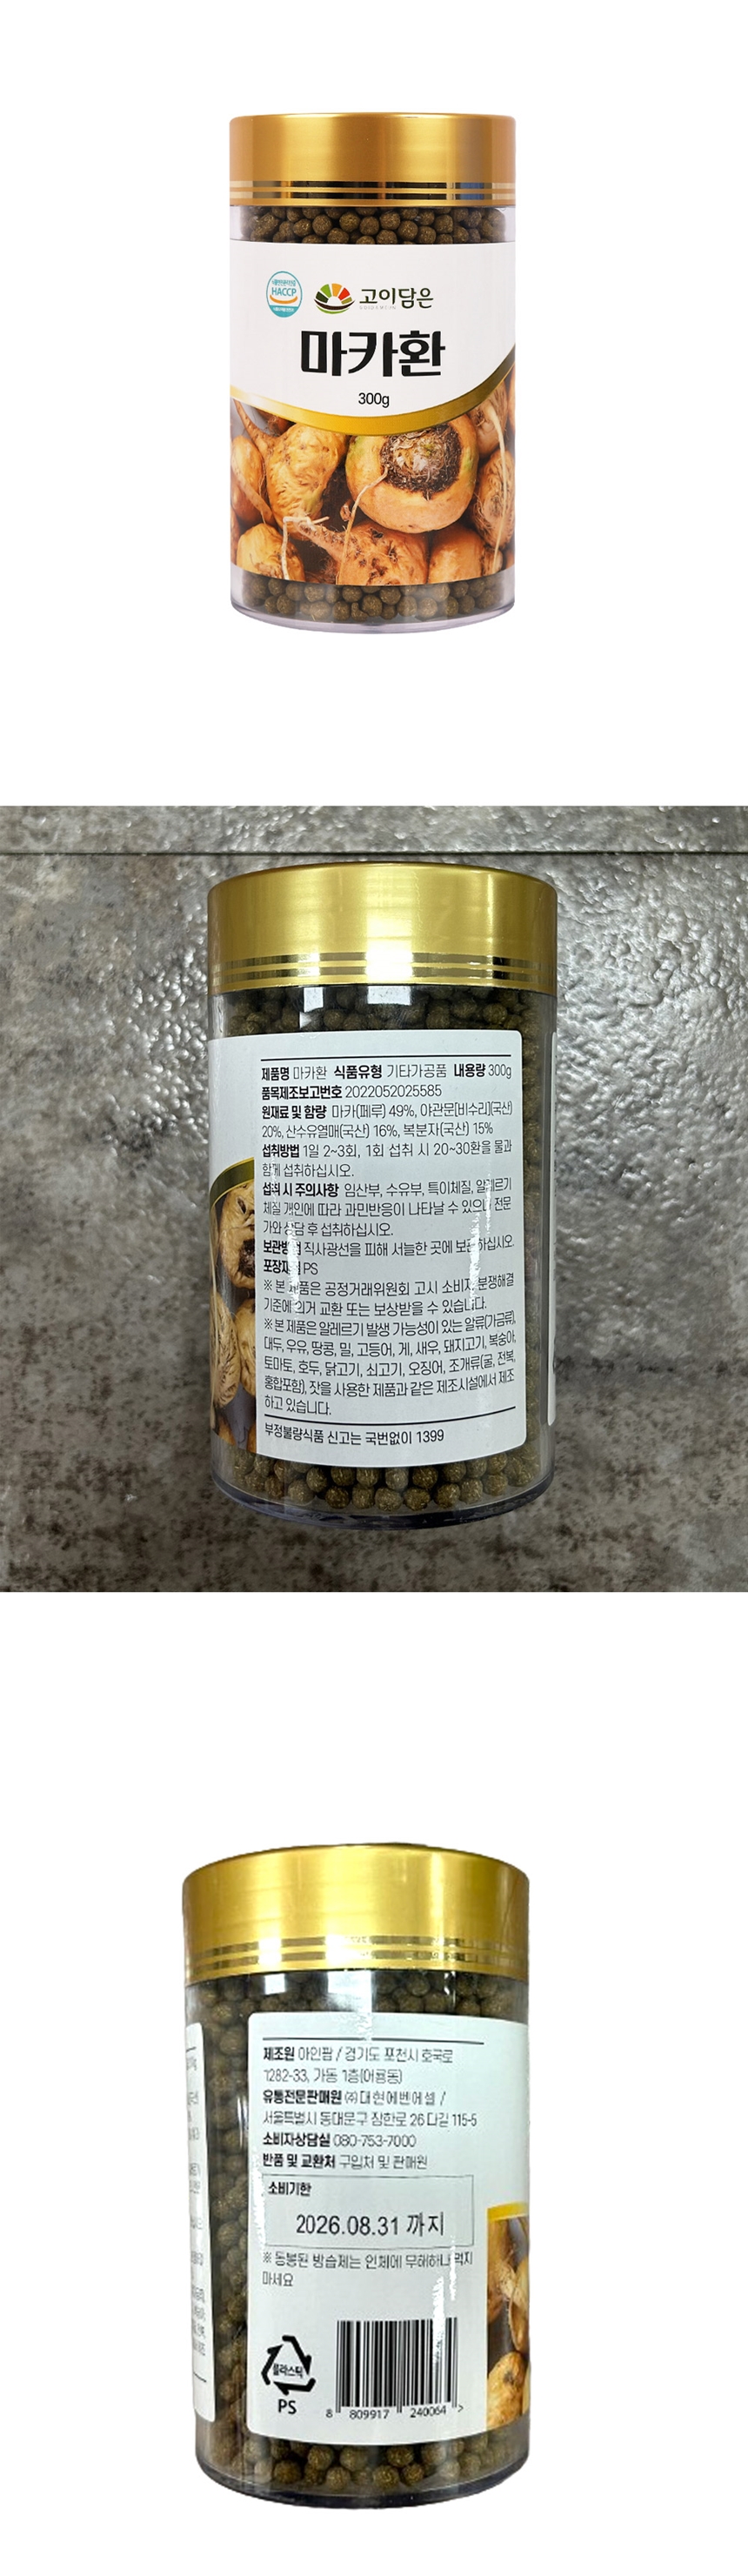 HACCP
고이담은
마카환
300g
제품명 마카환 식품유형 기타가공품 내용량 300g
품목제조보고번호 2022052025585
원재료 및 함량 마카(페루) 49%, 야관문[비수리](국산)
20%, 산수유열매(국산) 16%, 복분자(국산) 15%
섭취방법 1일 2~3회, 1회 섭취 시 20~30환을 물과
함께 섭취하십시오.
섭취 시 주의사항 임산부, 수유부, 특이체질, 알레르기
체질 개인에 따라 과민반응이 나타날 수 있으니 전문
가와 상담 후 섭취하십시오.
보관방법 직사광선을 피해 서늘한 곳에 보관하십시오.
포장재질 PS
※ 본 제품은 공정거래위원회 고시 소비자 분쟁해결
기준에 의거 교환 또는 보상받을 수 있습니다.
※ 본 제품은 알레르기 발생 가능성이 있는 알류(가금류),
대두, 우유, 땅콩, 밀, 고등어, 게, 새우, 돼지고기, 복숭아,
토마토, 호두, 닭고기, 쇠고기, 오징어, 조개류(굴, 전복,
홍합포함), 잣을 사용한 제품과 같은 제조시설에서 제조
하고 있습니다.
부정불량식품 신고는 국번없이 1399
제조원 아인팜 / 경기도 포천시 호국로
1282-33, 가동 1층(어룡동)
유통전문판매원 ㈜대현에벤에셀 /
서울특별시 동대문구 장한로 26다길 115-5
소비자상담실 080-753-7000
반품 및 교환처 구입처 및 판매원
소비기한
2026.08.31 까지
※ 동봉된 방습제는 인체에 무해하나 먹지
마세요
플라스틱
PS
8 809917 240064 >